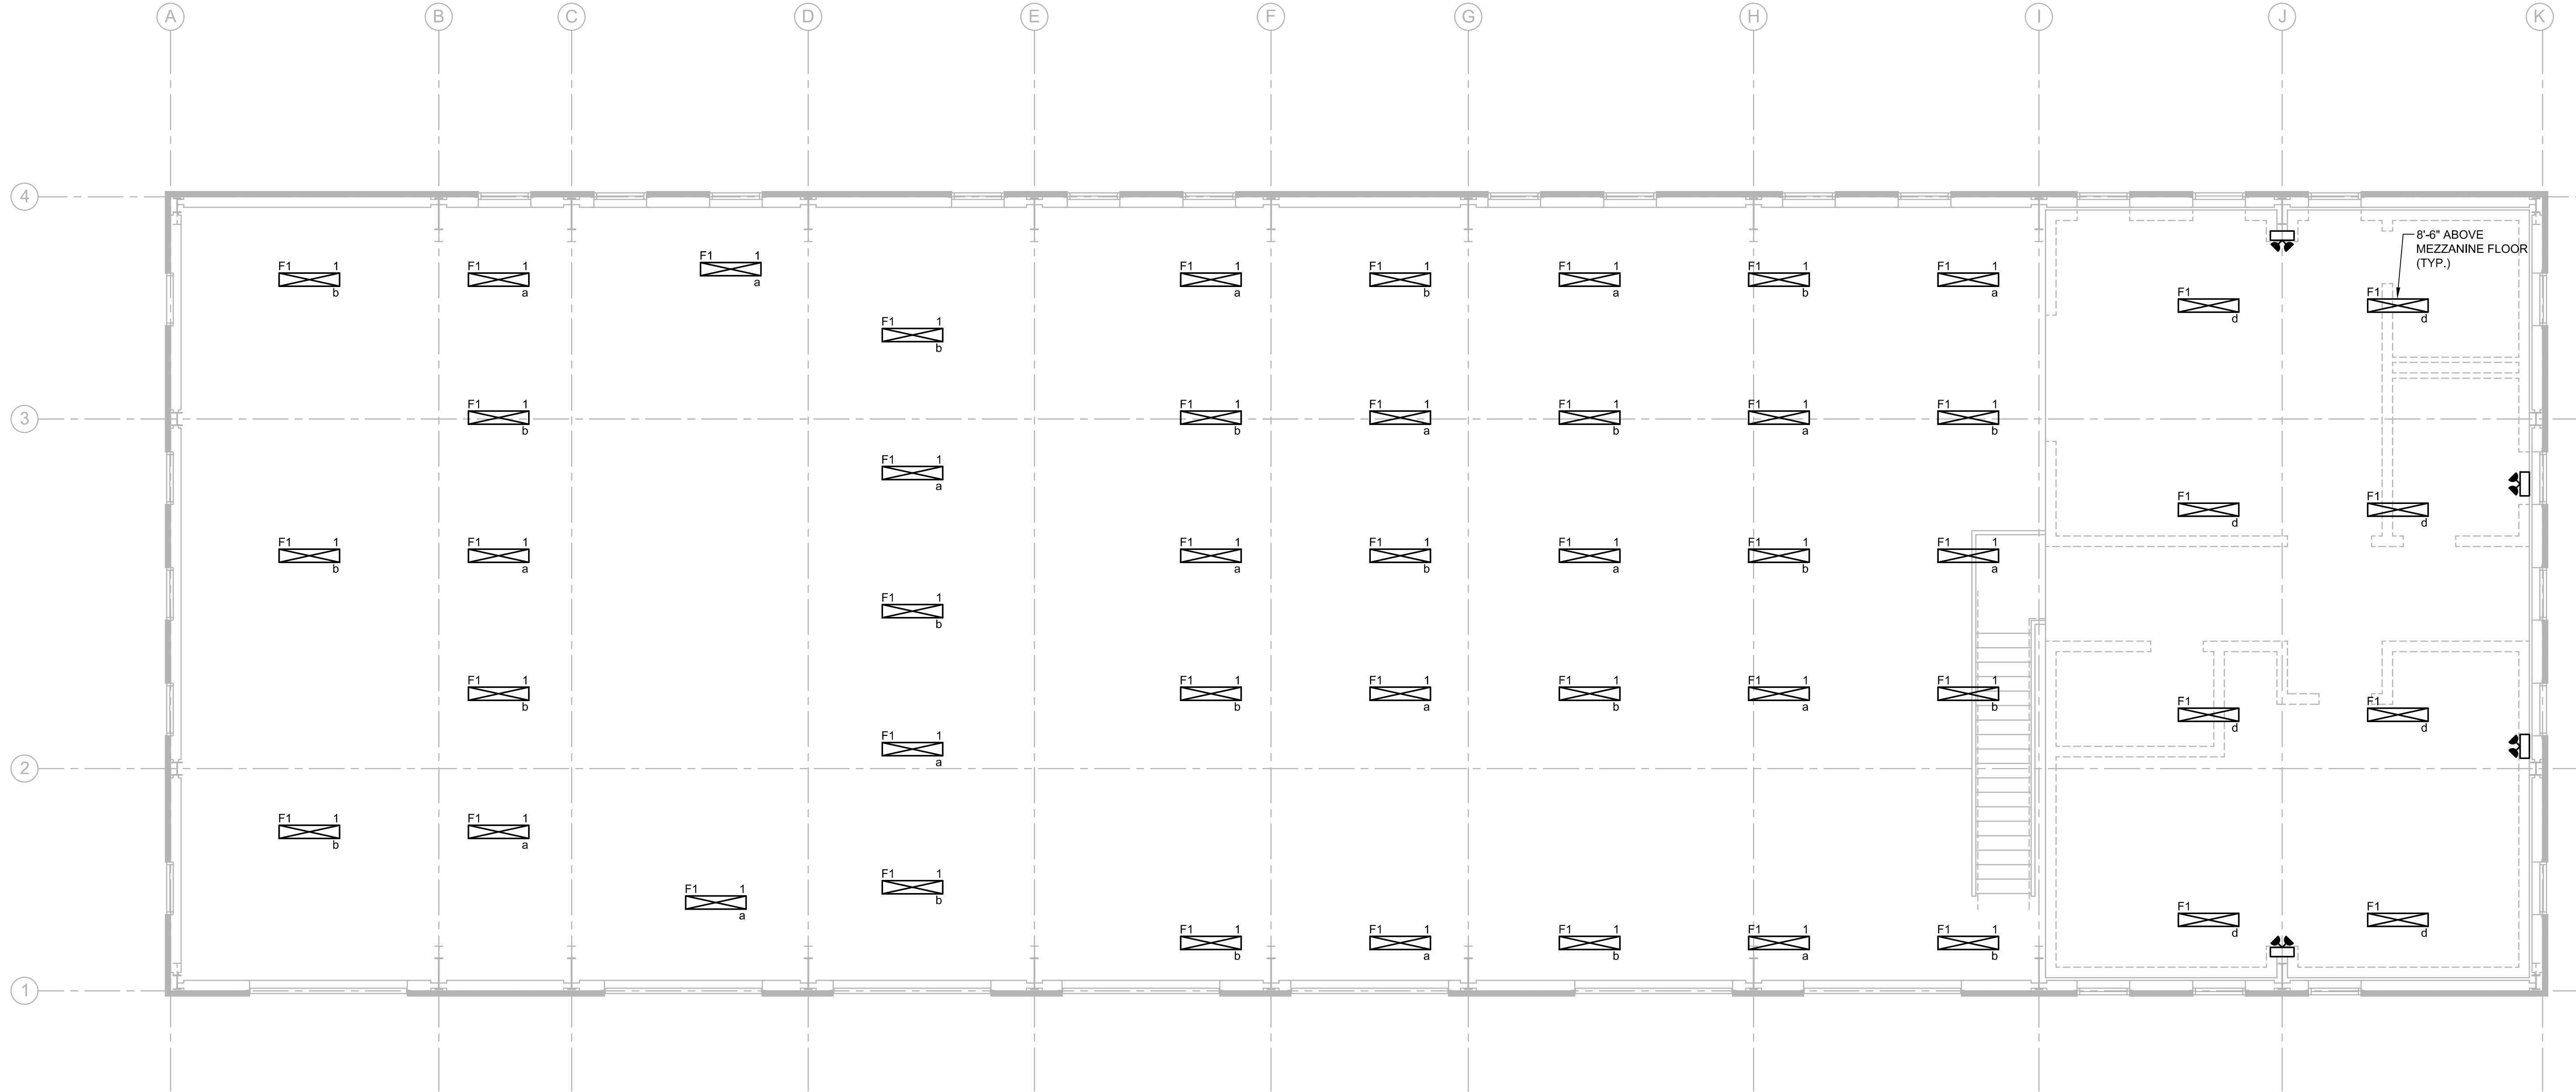 A B C D E F G H I J K
4
8'-6" ABOVE
MEZZANINE FLOOR
(TYP.)
F1 1
a
F1 1 F1 1 F1 1 F1 1 F1 1 F1 1 F1 1
b a a b a b a
F1 F1
d d
F1 1
b
3
F1 1 F1 1 F1 1 F1 1 F1 1 F1 1
b b a b a b
F1 1
a
F1 F1
d d
F1 1 F1 1 F1 1 F1 1 F1 1 F1 1 F1 1
b a a b a b a
F1 1
b
F1 1 F1 1 F1 1 F1 1 F1 1 F1 1
b b a b a b
F1 F1
d d
F1 1
a
2
F1 1 F1 1
b a
F1 1
b
F1 1
a
F1 F1
d d
F1 1 F1 1 F1 1 F1 1 F1 1
b a b a b
1